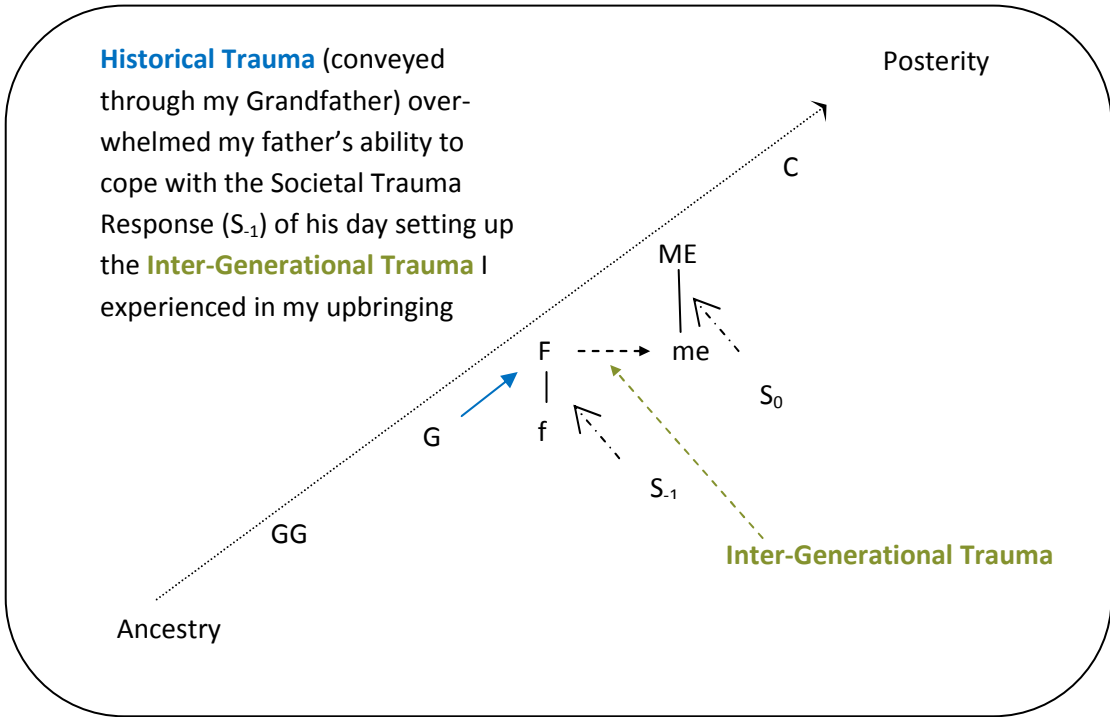 Historical Trauma (conveyed
through my Grandfather) over-
whelmed my father’s ability to
cope with the Societal Trauma
Response (S-1) of his day setting up
the Inter-Generational Trauma I
experienced in my upbringing
Posterity
C
ME
F
me
S0
G
f
S-1
GG
Inter-Generational Trauma
Ancestry